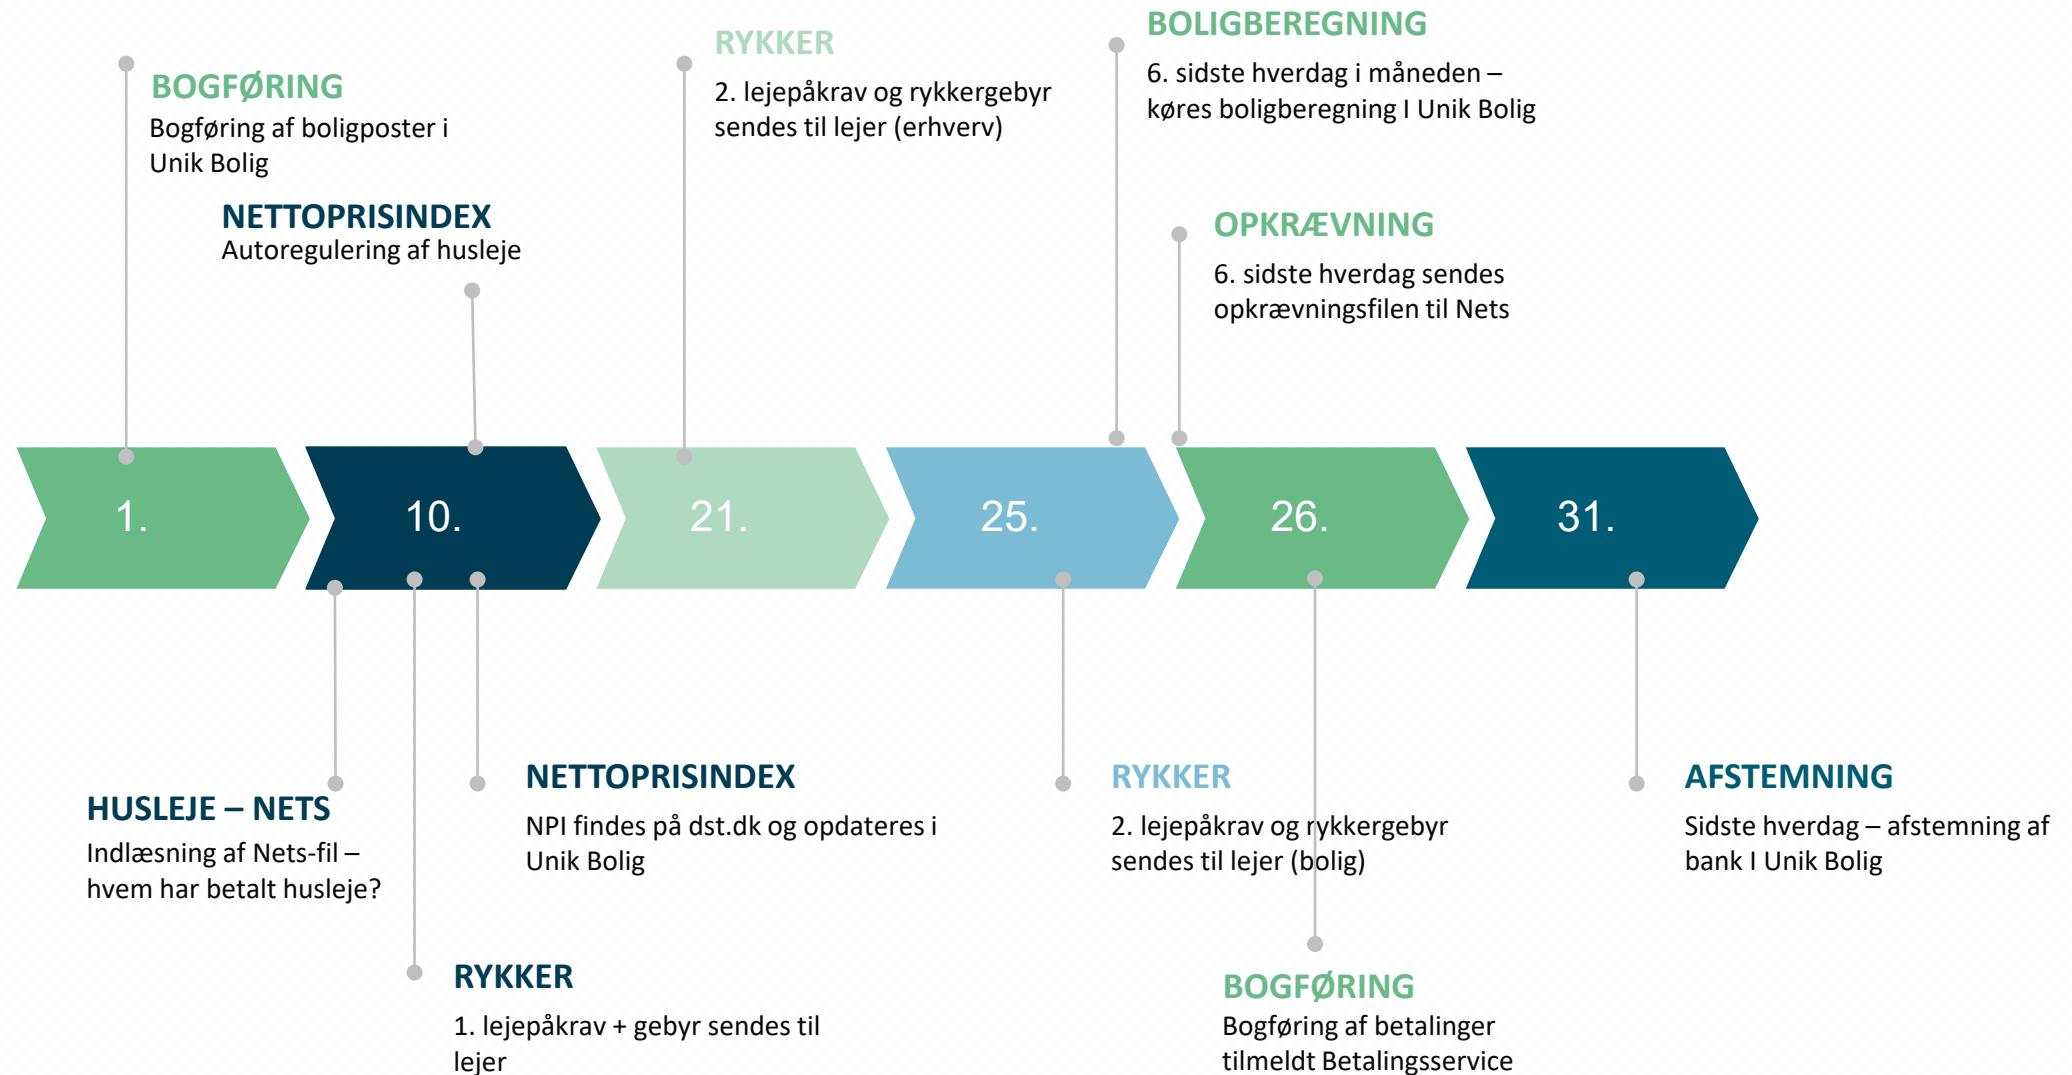 BOGFØRING
Bogføring af boligposter i
Unik Bolig
NETTOPRISINDEX
Autoregulering af husleje
RYKKER
2. lejepåkrav og rykkergebyr
sendes til lejer (erhverv)
BOLIGBEREGNING
6. sidste hverdag i måneden –
køres boligberegning I Unik Bolig
OPKRÆVNING
6. sidste hverdag sendes
opkrævningsfilen til Nets
1.
10.
21.
25.
26.
31.
HUSLEJE – NETS
Indlæsning af Nets-fil –
hvem har betalt husleje?
RYKKER
1. lejepåkrav + gebyr sendes til
lejer
NETTOPRISINDEX
NPI findes på dst.dk og opdateres i
Unik Bolig
RYKKER
2. lejepåkrav og rykkergebyr
sendes til lejer (bolig)
BOGFØRING
Bogføring af betalinger
tilmeldt Betalingsservice
AFSTEMNING
Sidste hverdag – afstemning af
bank I Unik Bolig